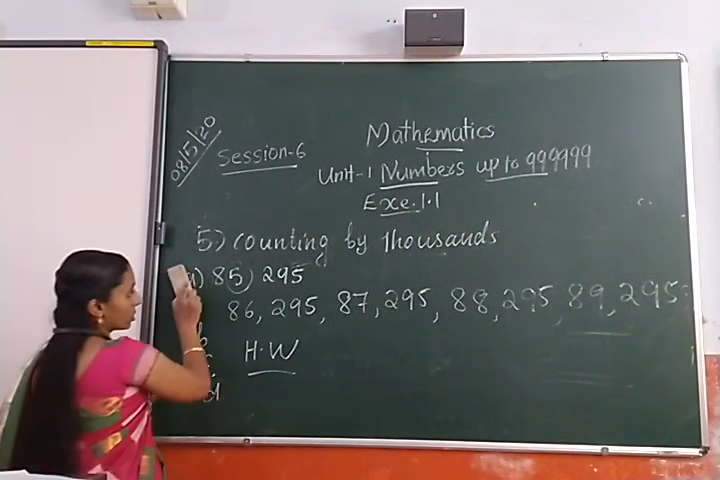 08/5/20
Session-6
Mathematics
Unit-1 Numbers up to 999999
Exe.1.1
5) Counting by thousands
a) 85) 295
86,295, 87,295, 88,295 89,295.
b
H.W